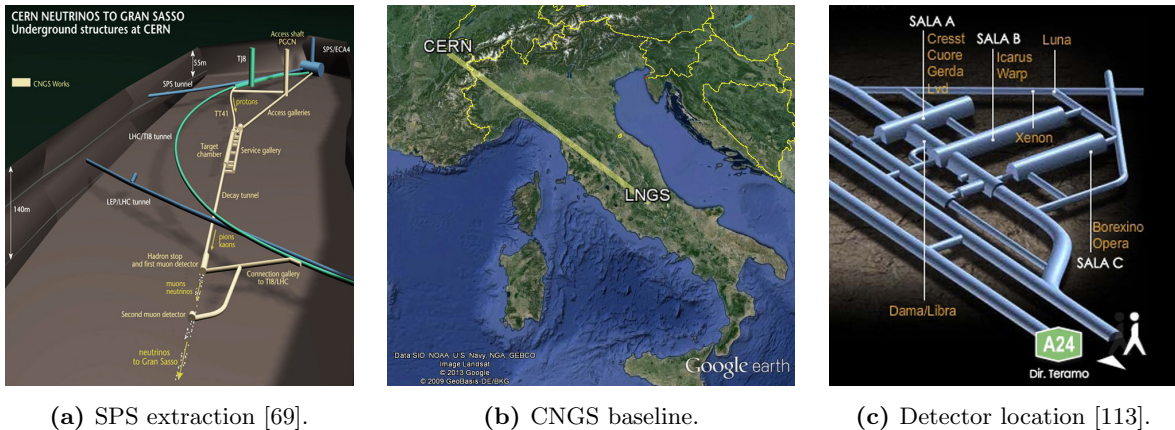 CERN NEUTRINOS TO GRAN SASSO
Underground structures at CERN
Access shaft
PGCN
SPS/ECA4
TJ8
55m
CNGS Works
SPS tunnel
protons
TT41
Access galleries
LHC/TI8 tunnel
Target
chamber
Service gallery
Decay tunnel
140m
LEP/LHC tunnel
pions
kaons
Hadron stop
and first muon detector
Connection gallery
to TI8/LHC
muons
neutrinos
Second muon detector
neutrinos
to Gran Sasso
(a) SPS extraction [69].
CERN
LNGS
Data SIO, NOAA, U.S. Navy, NGA, GEBCO
Image Landsat
© 2013 Google
© 2009 GeoBasis-DE/BKG
Google earth
(b) CNGS baseline.
SALA A
Cresst
Cuore
Gerda
Lvd
SALA B
Icarus
Warp
Luna
Xenon
Borexino
Opera
SALA C
Dama/Libra
A24
Dir. Teramo
(c) Detector location [113].